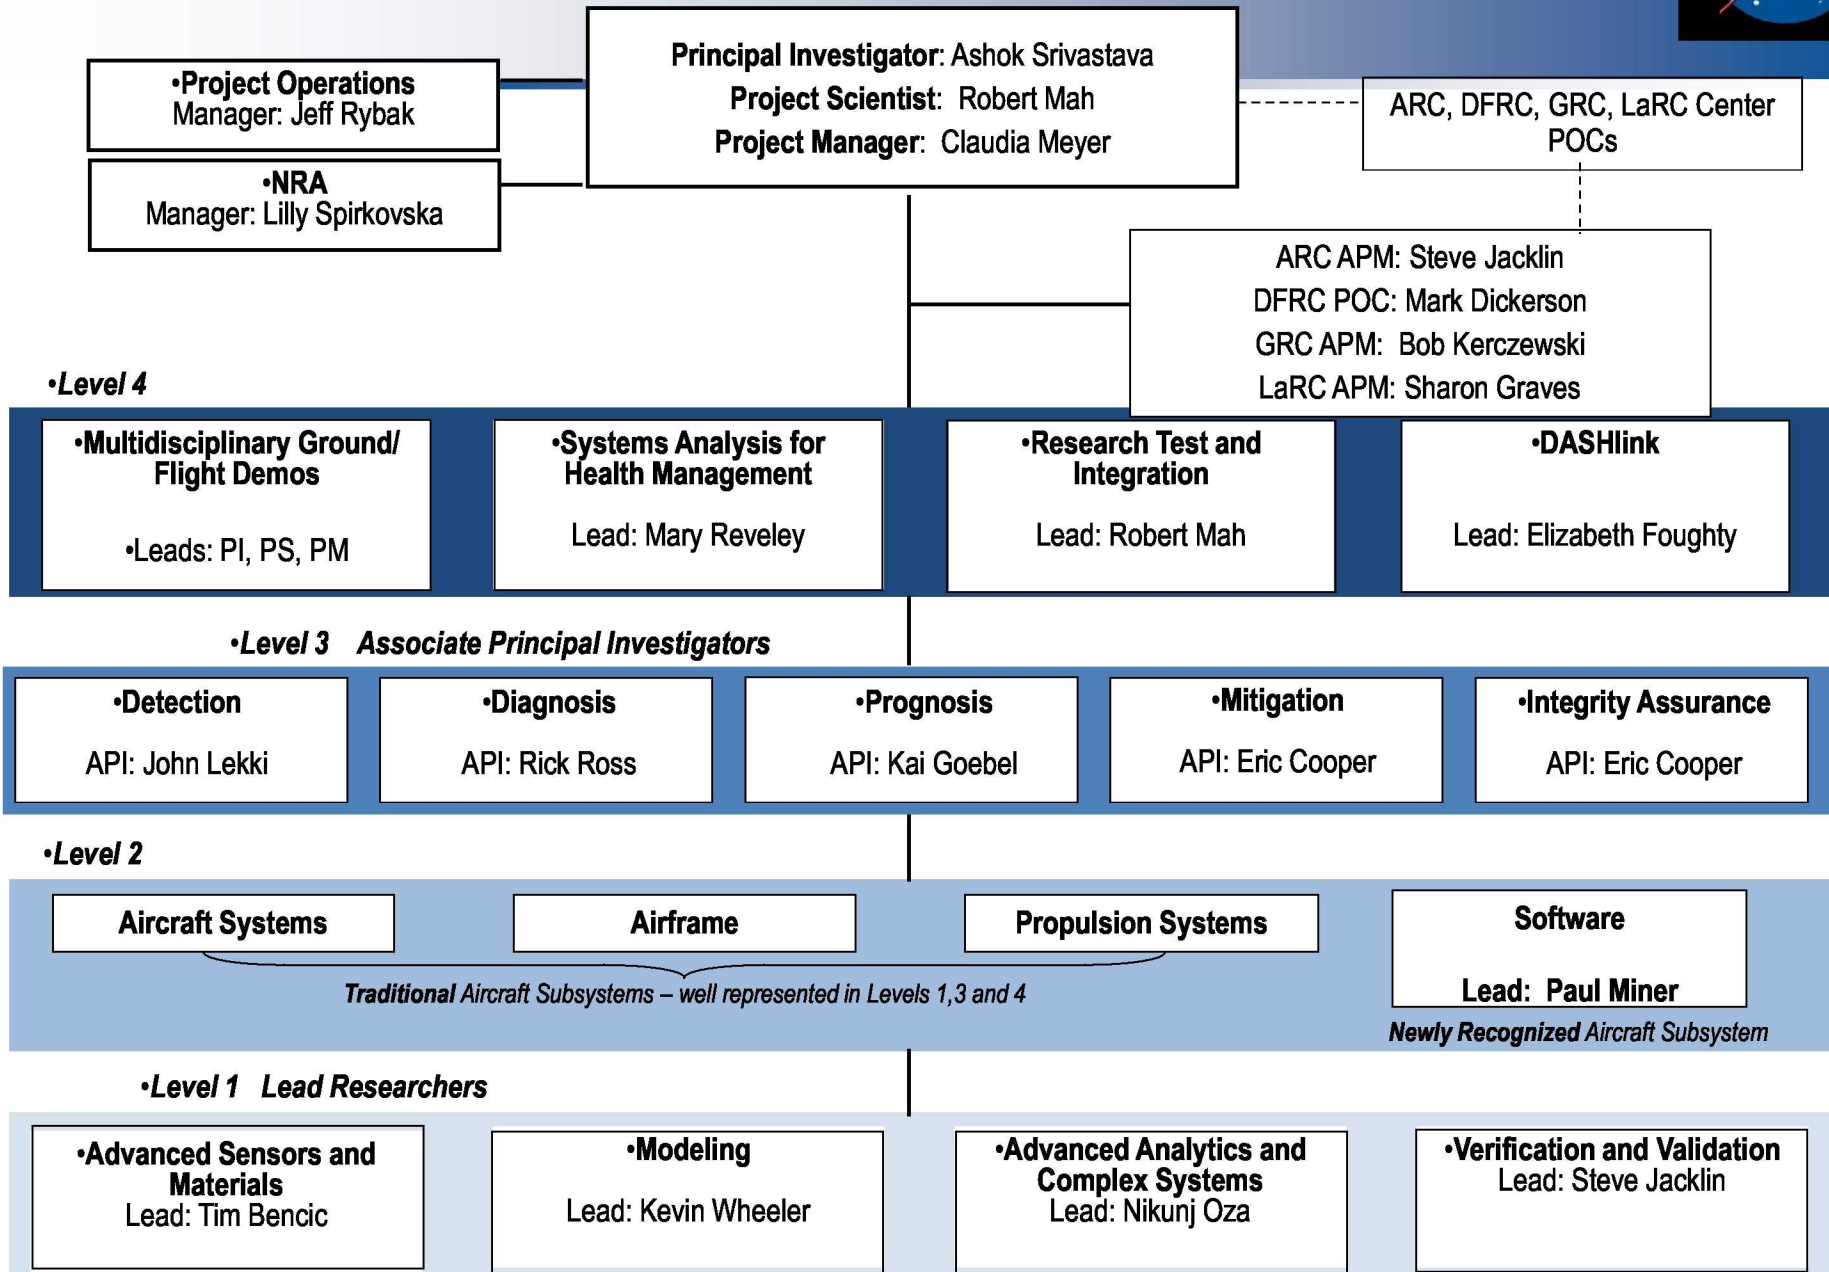 Principal Investigator: Ashok Srivastava
Project Scientist: Robert Mah
Project Manager: Claudia Meyer
•Project Operations
Manager: Jeff Rybak
•NRA
Manager: Lilly Spirkovska
ARC, DFRC, GRC, LaRC Center
POCs
ARC APM: Steve Jacklin
DFRC POC: Mark Dickerson
GRC APM: Bob Kerczewski
LaRC APM: Sharon Graves
•Level 4
•Multidisciplinary Ground/
Flight Demos
•Leads: PI, PS, PM
•Systems Analysis for
Health Management
Lead: Mary Reveley
•Research Test and
Integration
Lead: Robert Mah
•DASHlink
Lead: Elizabeth Foughty
•Level 3 Associate Principal Investigators
•Detection
API: John Lekki
•Diagnosis
API: Rick Ross
•Prognosis
API: Kai Goebel
•Mitigation
API: Eric Cooper
•Integrity Assurance
API: Eric Cooper
•Level 2
Aircraft Systems
Airframe
Propulsion Systems
Traditional Aircraft Subsystems – well represented in Levels 1,3 and 4
Software
Lead: Paul Miner
Newly Recognized Aircraft Subsystem
•Level 1 Lead Researchers
•Advanced Sensors and
Materials
Lead: Tim Bencic
•Modeling
Lead: Kevin Wheeler
•Advanced Analytics and
Complex Systems
Lead: Nikunj Oza
•Verification and Validation
Lead: Steve Jacklin